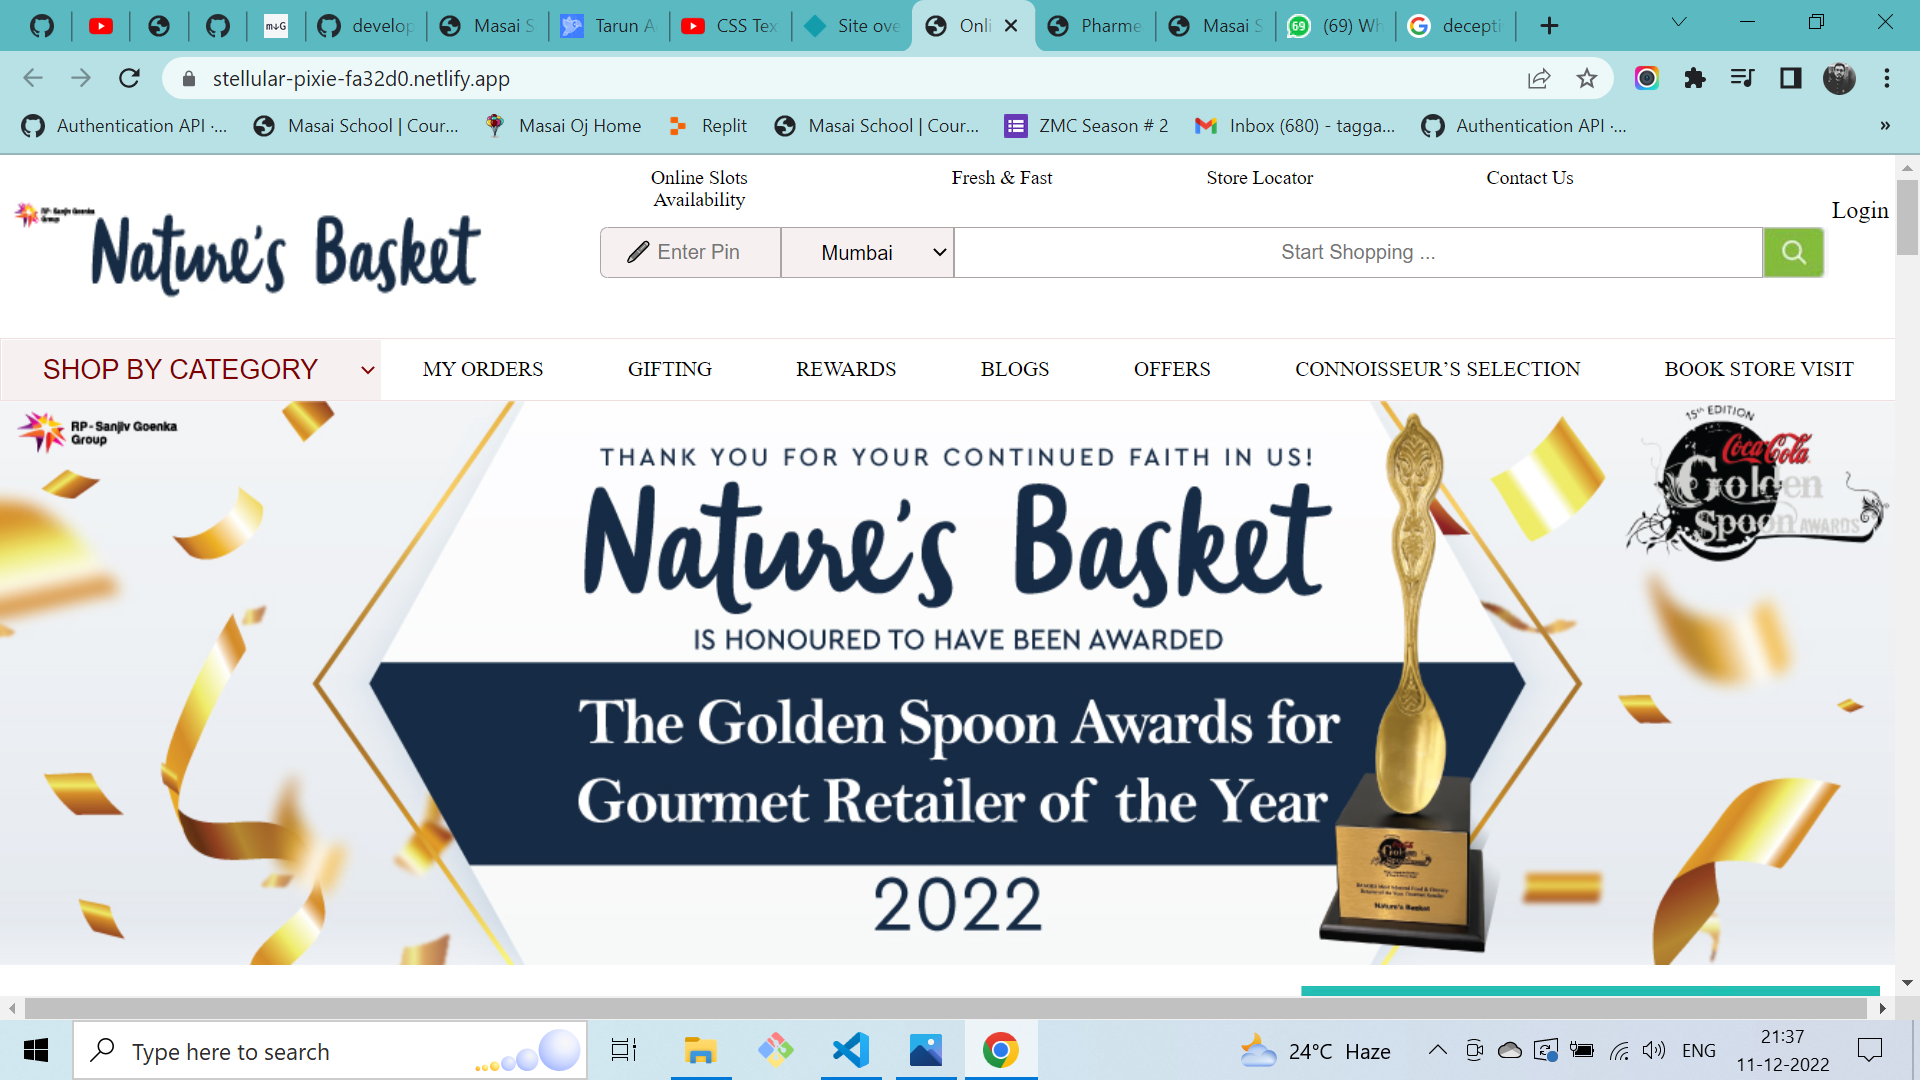 m↓G
develop
Masai S
Tarun A
CSS Tex
Site ove
Onli
Pharme
Masai S
(69) Wh
decepti
stellular-pixie-fa32d0.netlify.app
Authentication API ·...
Masai School | Cour...
Masai Oj Home
Replit
Masai School | Cour...
ZMC Season # 2
Inbox (680) - tagga...
Authentication API ·...
»
Online Slots
Availability
Fresh & Fast
Store Locator
Contact Us
RP - Sanjiv Goenka
Group
Nature's Basket
Login
Enter Pin
Mumbai
Start Shopping ...
SHOP BY CATEGORY
MY ORDERS
GIFTING
REWARDS
BLOGS
OFFERS
CONNOISSEUR’S SELECTION
BOOK STORE VISIT
RP - Sanjiv Goenka
Group
15th EDITION
Coca Cola
Golden
Spoon AWARDS
THANK YOU FOR YOUR CONTINUED FAITH IN US!
Nature's Basket
IS HONOURED TO HAVE BEEN AWARDED
The Golden Spoon Awards for
Gourmet Retailer of the Year
2022
Nature's Basket
Type here to search
24°C Haze
ENG
21:37
11-12-2022